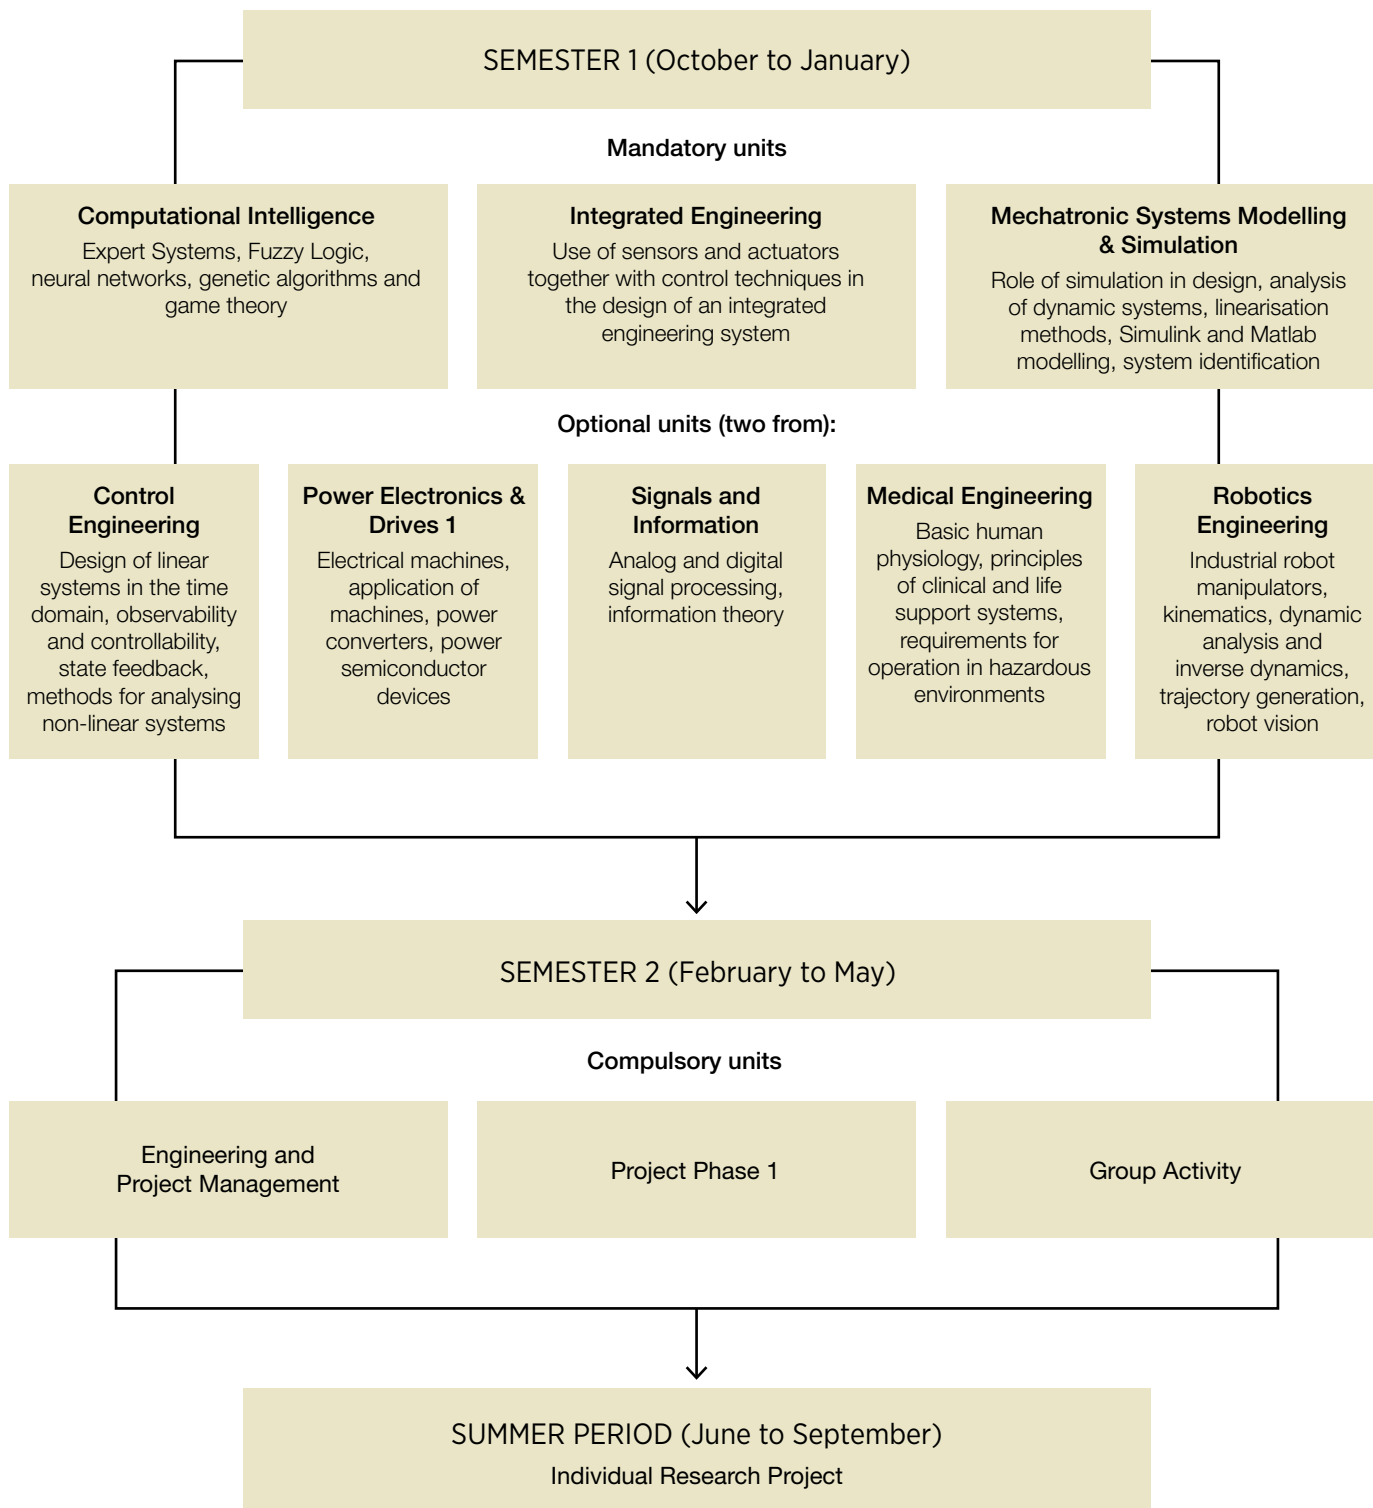 SEMESTER 1 (October to January)
Mandatory units
Computational Intelligence
Expert Systems, Fuzzy Logic,
neural networks, genetic algorithms and
game theory
Integrated Engineering
Use of sensors and actuators
together with control techniques in
the design of an integrated
engineering system
Mechatronic Systems Modelling
& Simulation
Role of simulation in design, analysis
of dynamic systems, linearisation
methods, Simulink and Matlab
modelling, system identification
Optional units (two from):
Control
Engineering
Design of linear
systems in the time
domain, observability
and controllability,
state feedback,
methods for analysing
non-linear systems
Power Electronics &
Drives 1
Electrical machines,
application of
machines, power
converters, power
semiconductor
devices
Signals and
Information
Analog and digital
signal processing,
information theory
Medical Engineering
Basic human
physiology, principles
of clinical and life
support systems,
requirements for
operation in hazardous
environments
Robotics
Engineering
Industrial robot
manipulators,
kinematics, dynamic
analysis and
inverse dynamics,
trajectory generation,
robot vision
SEMESTER 2 (February to May)
Compulsory units
Engineering and
Project Management
Project Phase 1
Group Activity
SUMMER PERIOD (June to September)
Individual Research Project